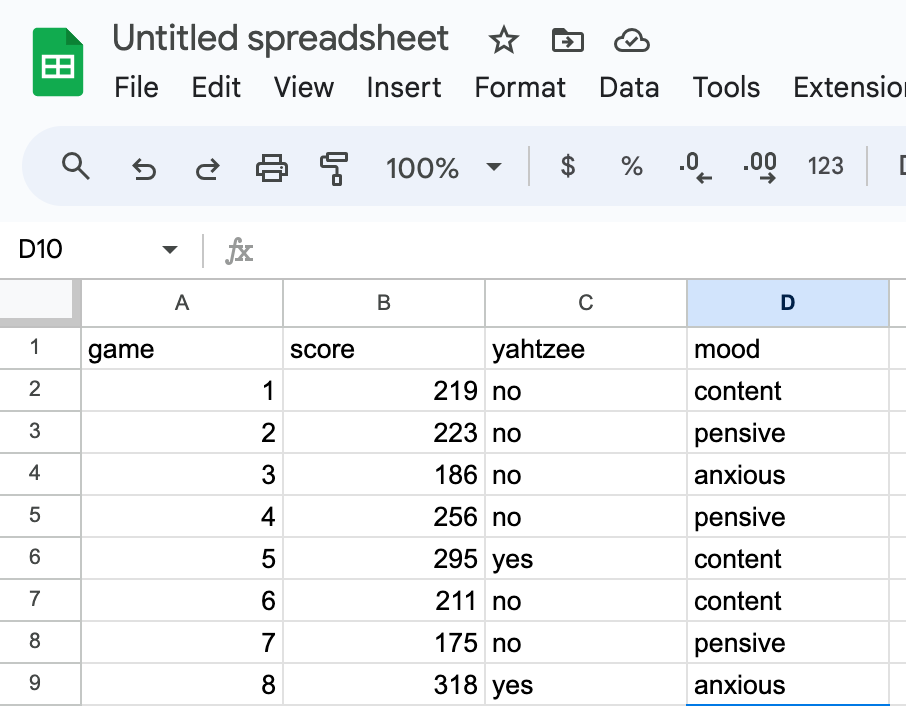 Untitled spreadsheet
File Edit View Insert Format Data Tools
100% $ % .0 .00 123
D10 fx
A B C D
1 game score yahtzee mood
2 1 219 no content
3 2 223 no pensive
4 3 186 no anxious
5 4 256 no pensive
6 5 295 yes content
7 6 211 no content
8 7 175 no pensive
9 8 318 yes anxious